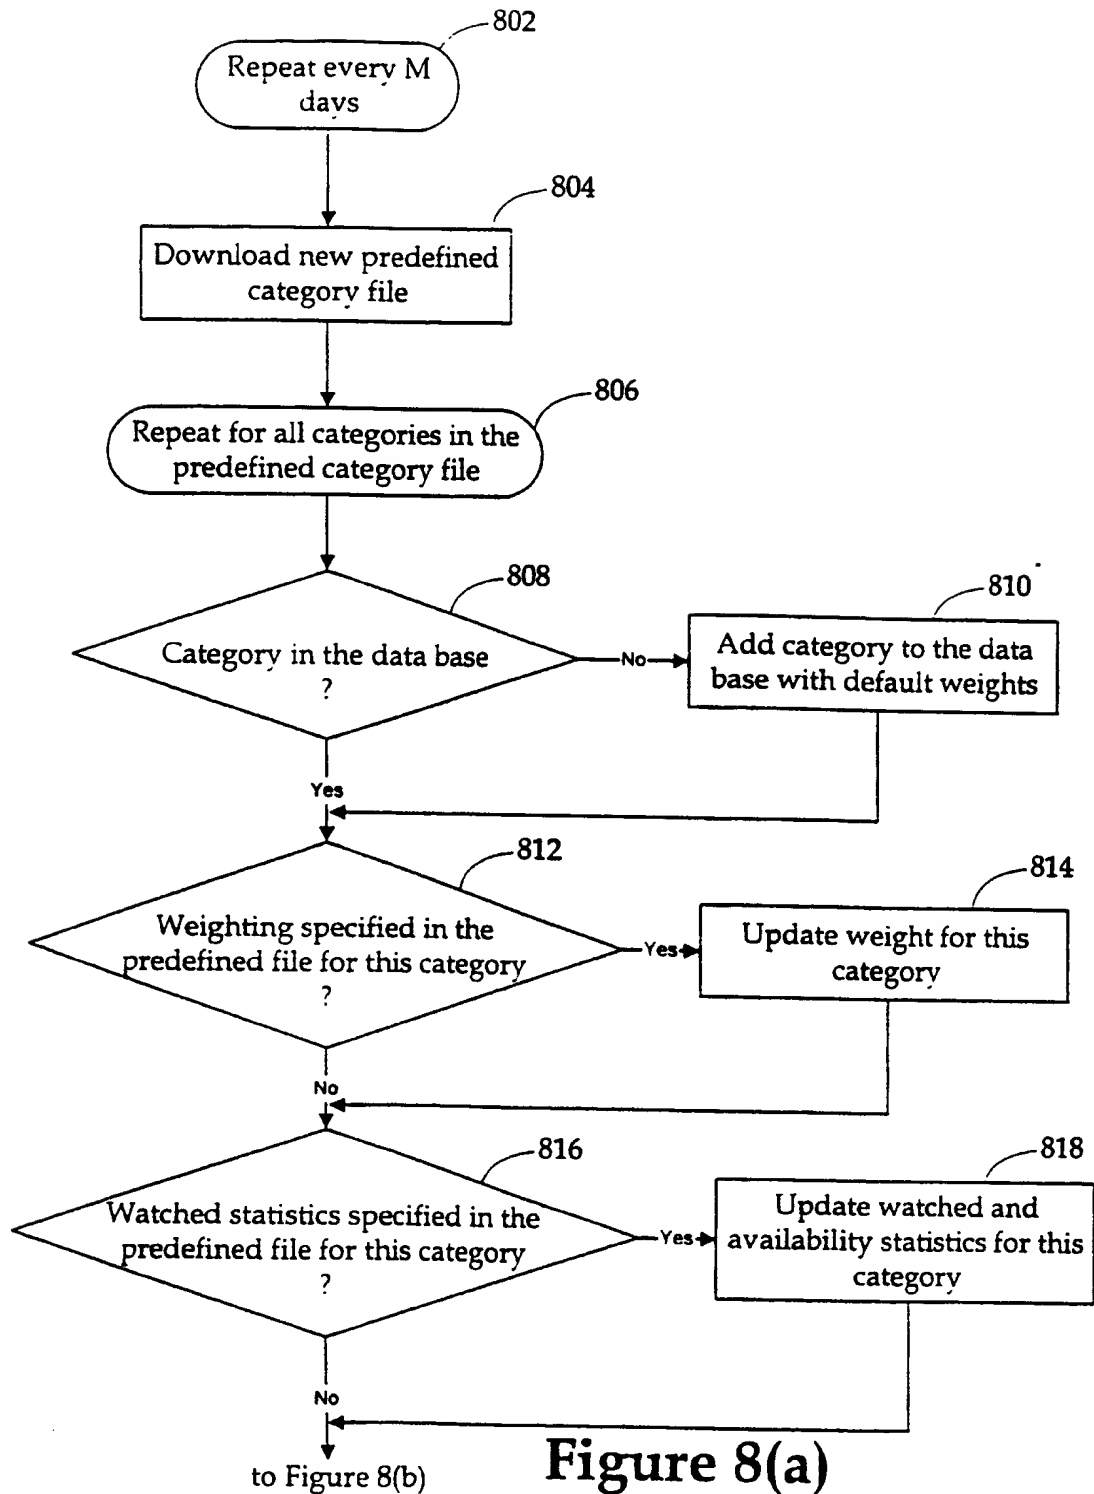 802
Repeat every M
days
804
Download new predefined
category file
806
Repeat for all categories in the
predefined category file
808
Category in the data base
?
No
810
Add category to the data
base with default weights
Yes
812
Weighting specified in the
predefined file for this category
?
Yes
814
Update weight for this
category
No
816
Watched statistics specified in the
predefined file for this category
?
Yes
818
Update watched and
availability statistics for this
category
No
to Figure 8(b)
Figure 8(a)